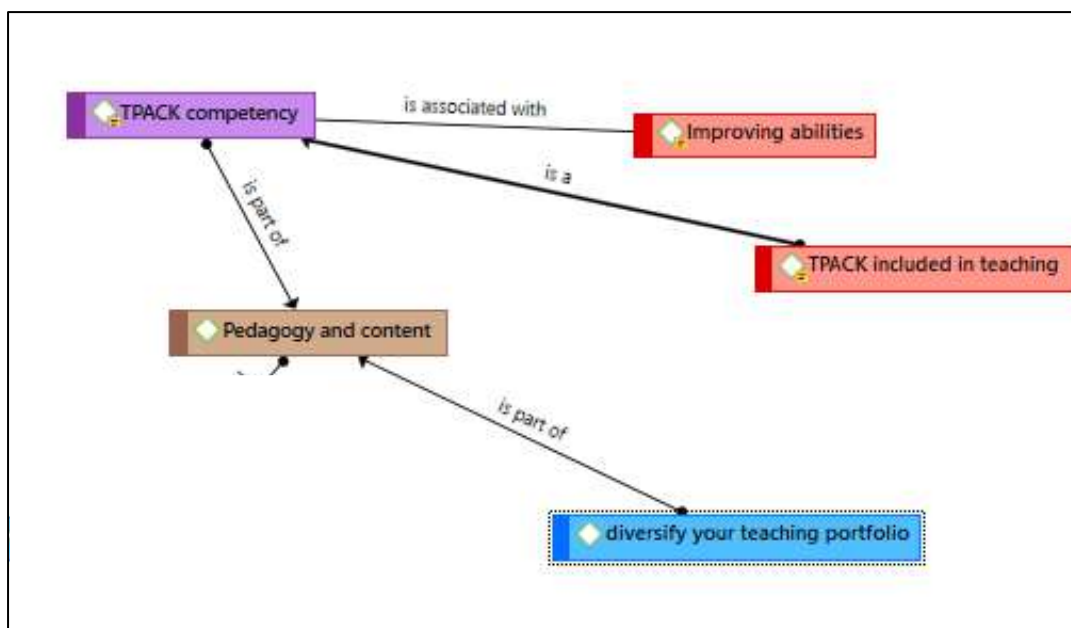 TPACK competency
is associated with
Improving abilities
is a
TPACK included in teaching
is part of
Pedagogy and content
is part of
diversify your teaching portfolio